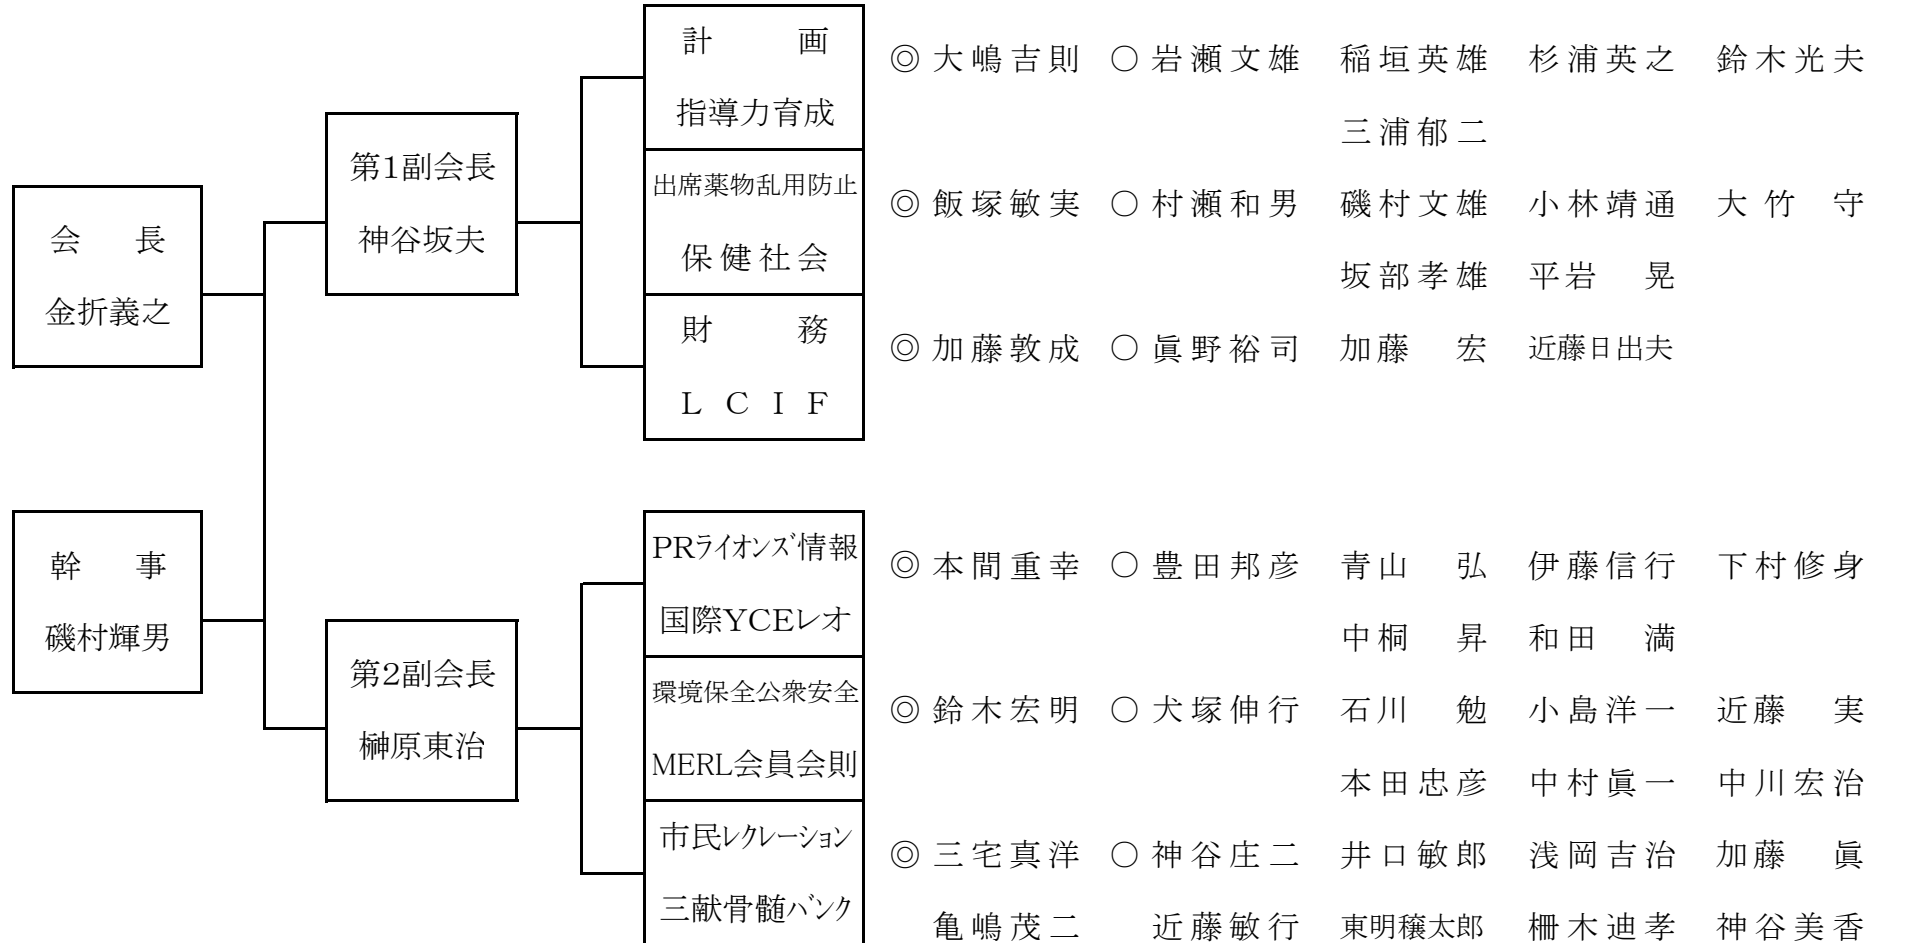 会長
金折義之
幹事
磯村輝男
第1副会長
神谷坂夫
第2副会長
榊原東治
計画
指導力育成
◎大嶋吉則 ○岩瀬文雄 稲垣英雄 杉浦英之 鈴木光夫
三浦郁二
出席薬物乱用防止
保健社会
◎飯塚敏実 ○村瀬和男 磯村文雄 小林靖通 大竹守
坂部孝雄 平岩晃
財務
LCIF
◎加藤敦成 ○眞野裕司 加藤宏 近藤日出夫
PRライオンズ情報
国際YCEレオ
◎本間重幸 ○豊田邦彦 青山弘 伊藤信行 下村修身
中桐昇 和田満
環境保全公衆安全
MERL会員会則
◎鈴木宏明 ○犬塚伸行 石川勉 小島洋一 近藤実
本田忠彦 中村眞一 中川宏治
市民レクレーション
三献骨髄バンク
◎三宅真洋 ○神谷庄二 井口敏郎 浅岡吉治 加藤眞
亀嶋茂二 近藤敏行 東明穣太郎 柵木迪孝 神谷美香